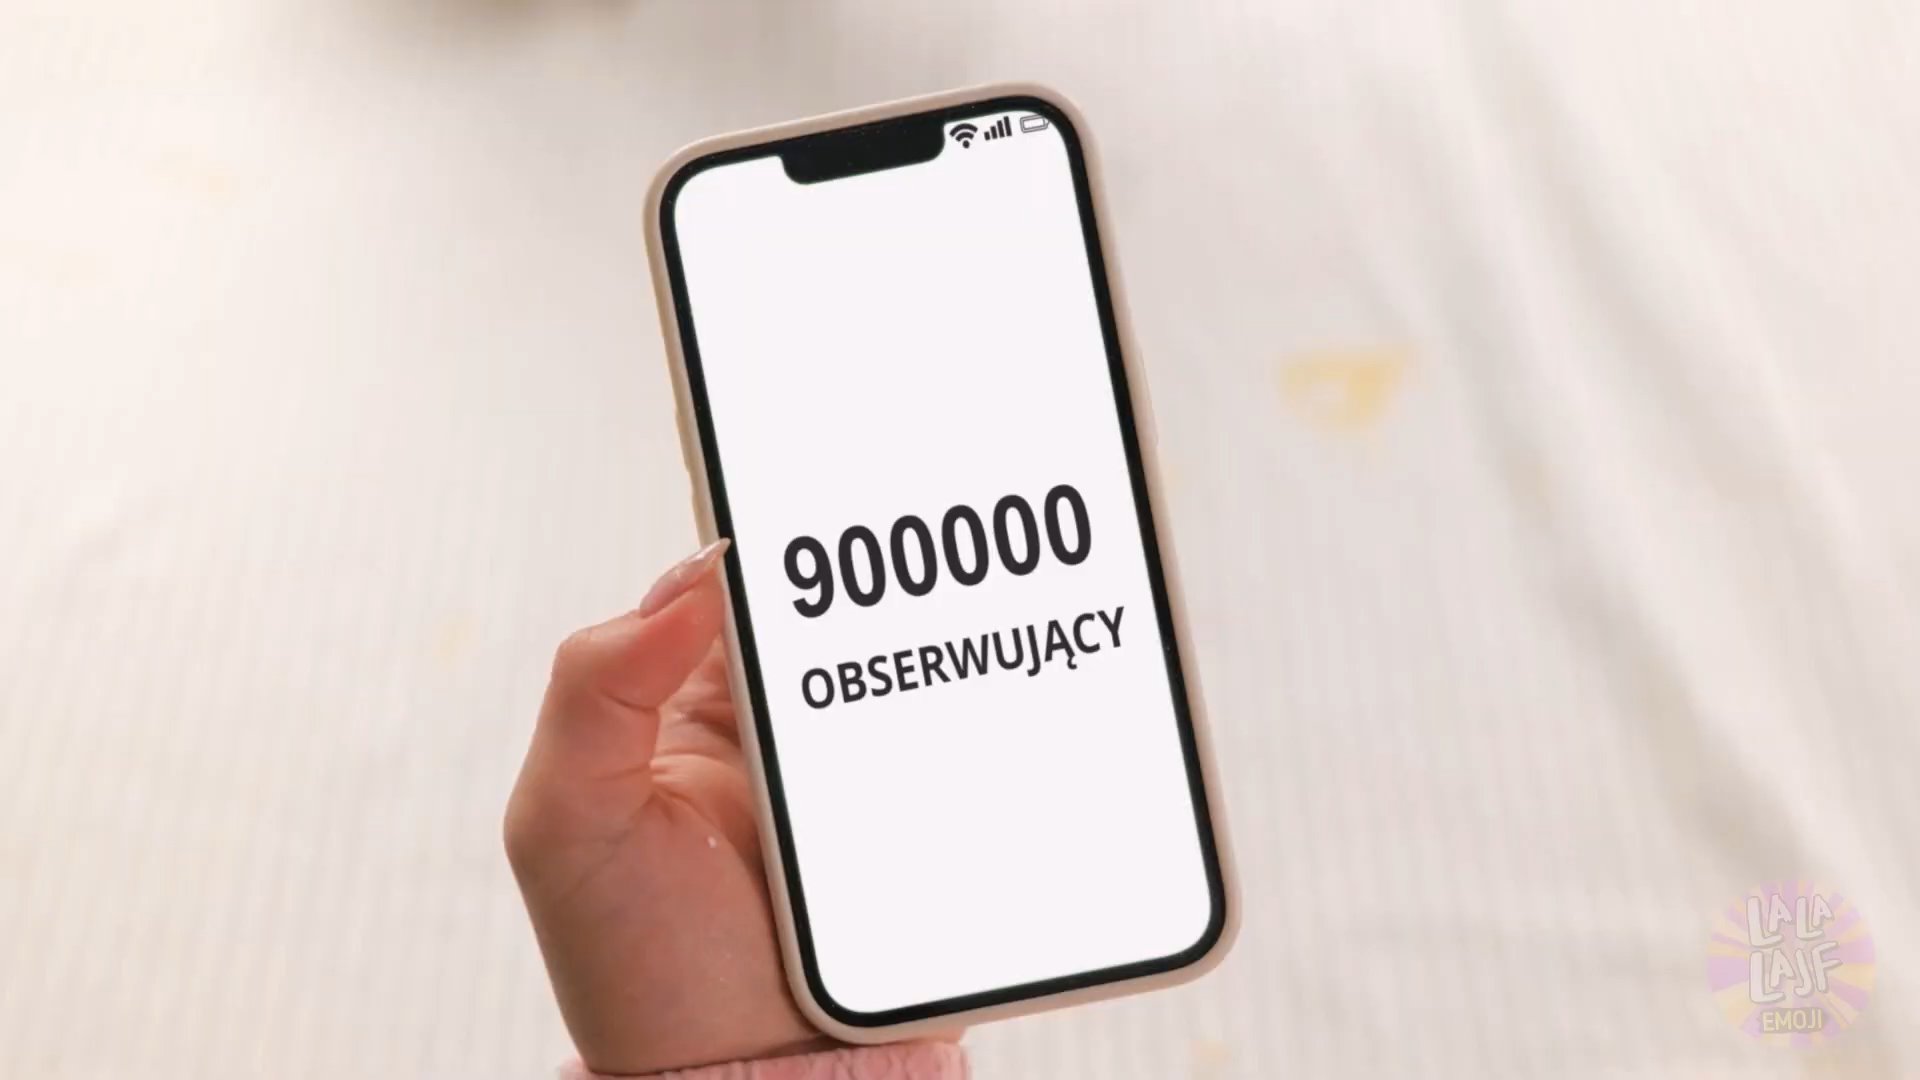 900000
OBSERWUJĄCY
LA LA
LAJF
EMOJI